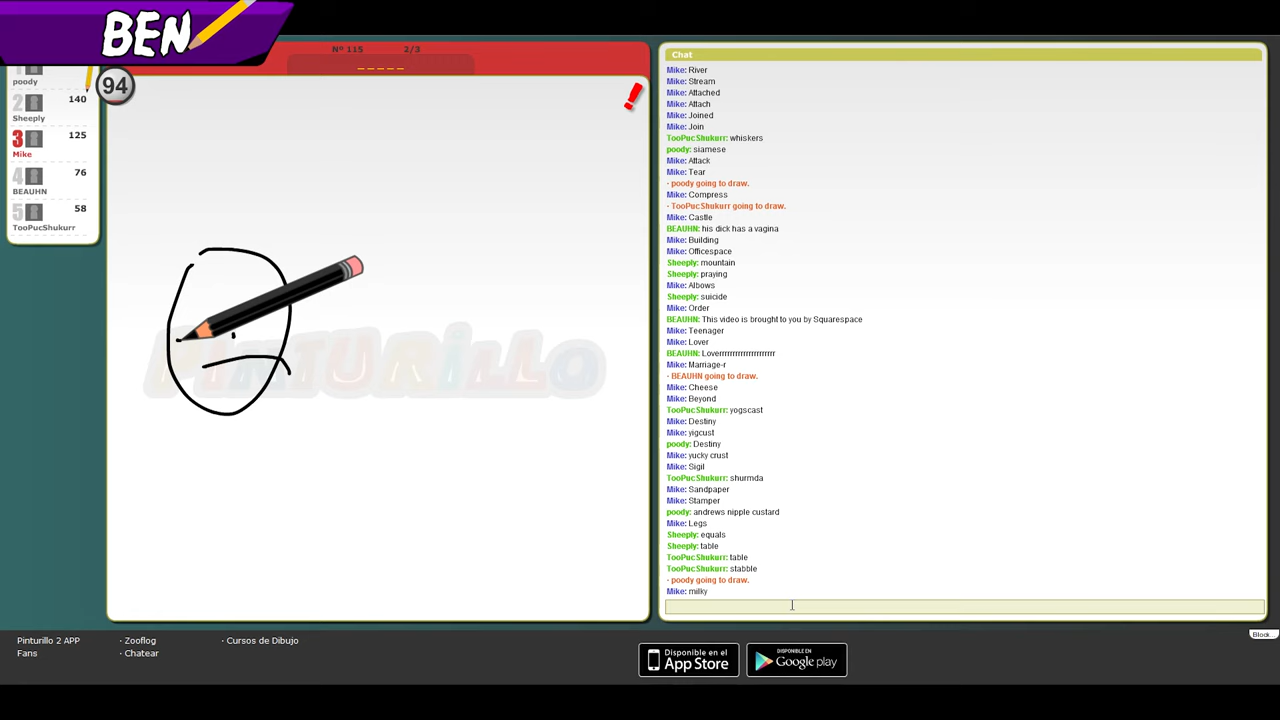 BEN
Nº 115 2/3
_ _ _ _ _
94
poody
2 140
Sheeply
3 125
Mike
4 76
BEAUHN
5 58
TooPucShukurr
PINTURILLO
Chat
Mike: River
Mike: Stream
Mike: Attached
Mike: Attach
Mike: Joined
Mike: Join
TooPucShukurr: whiskers
poody: siamese
Mike: Attack
Mike: Tear
- poody going to draw.
Mike: Compress
- TooPucShukurr going to draw.
Mike: Castle
BEAUHN: his dick has a vagina
Mike: Building
Mike: Officespace
Sheeply: mountain
Sheeply: praying
Mike: Albows
Sheeply: suicide
Mike: Order
BEAUHN: This video is brought to you by Squarespace
Mike: Teenager
Mike: Lover
BEAUHN: Loverrrrrrrrrrrrrrrrrrr
Mike: Marriage-r
- BEAUHN going to draw.
Mike: Cheese
Mike: Beyond
TooPucShukurr: yogscast
Mike: Destiny
Mike: yigcust
poody: Destiny
Mike: yucky crust
Mike: Sigil
TooPucShukurr: shurmda
Mike: Sandpaper
Mike: Stamper
poody: andrews nipple custard
Mike: Legs
Sheeply: equals
Sheeply: table
TooPucShukurr: table
TooPucShukurr: stabble
- poody going to draw.
Mike: milky
Block...
Pinturillo 2 APP · Zooflog · Cursos de Dibujo
Fans · Chatear
Disponible en el
App Store
DISPONIBLE EN
Google play